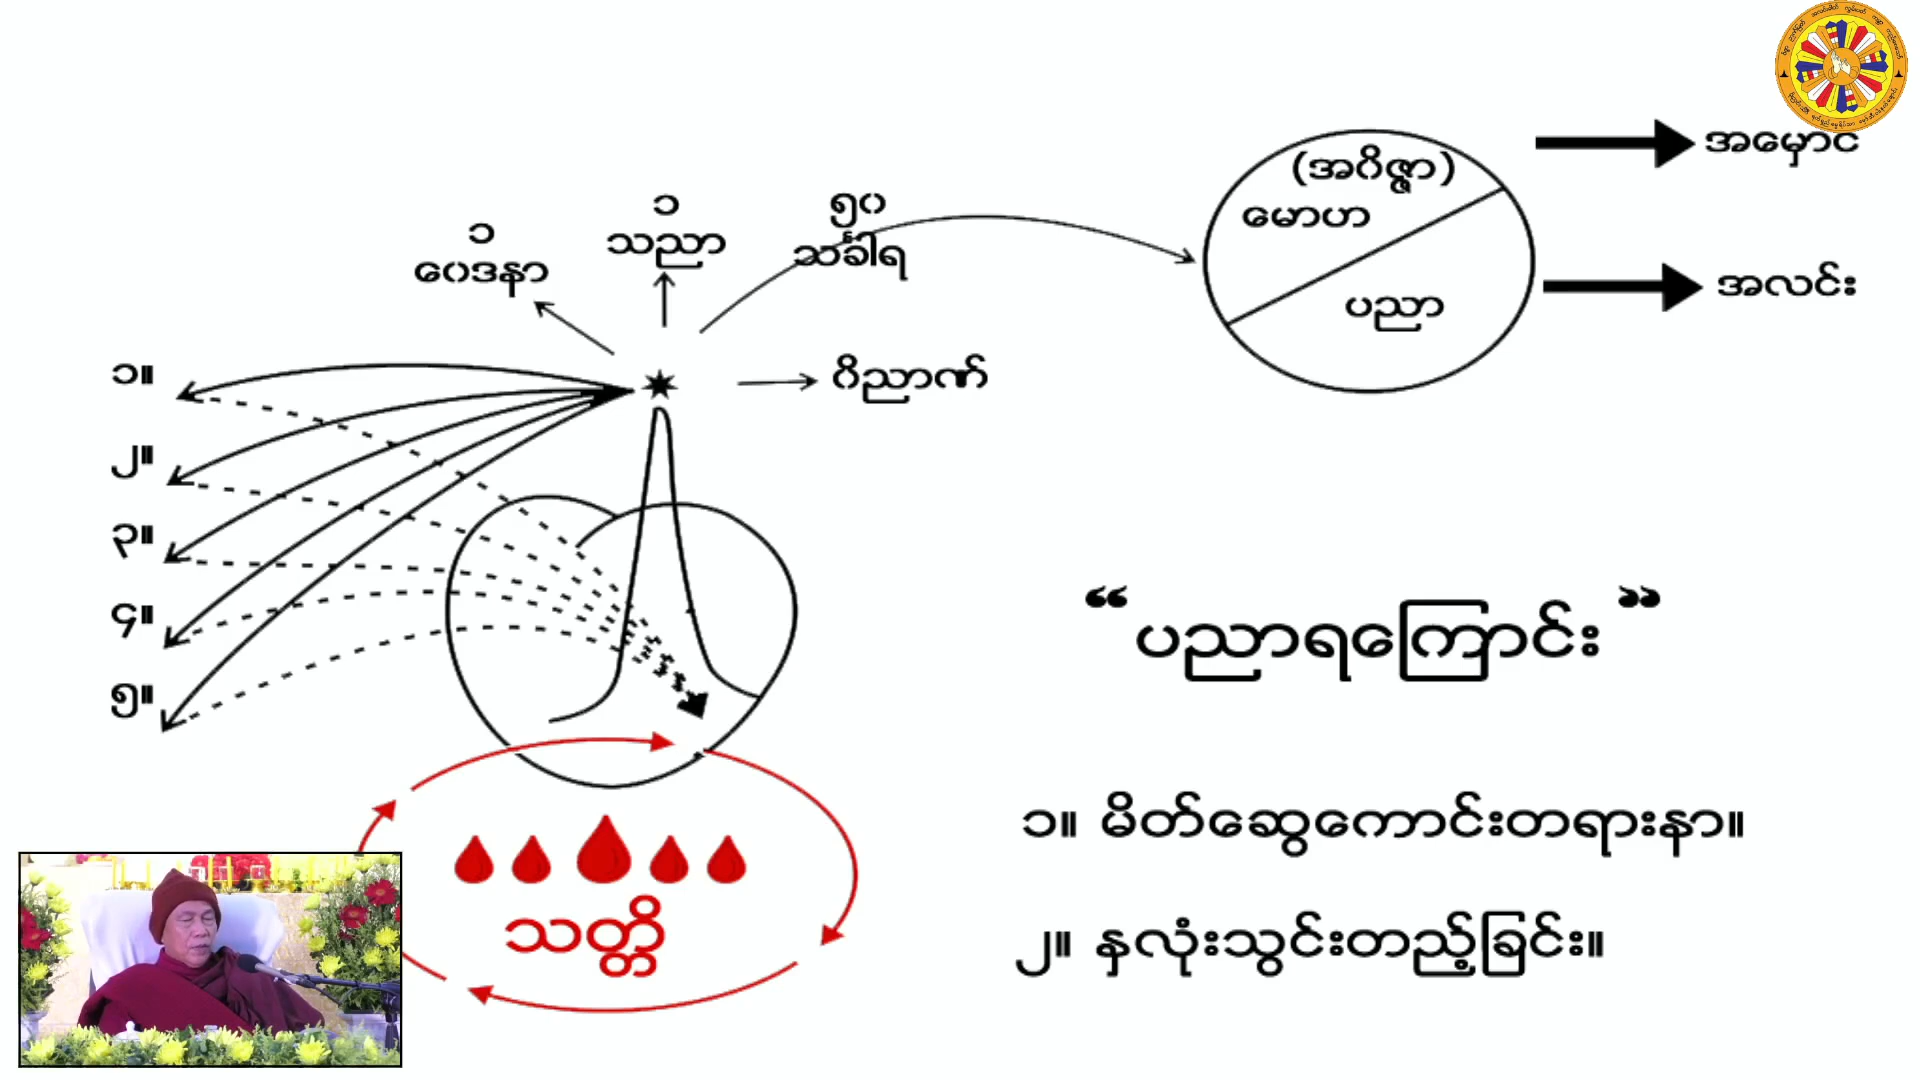 ၁
ဝေဒနာ
၁
သညာ
၅၀
သင်္ခါရ
ဝိညာဏ်
(အဝိဇ္ဇာ)
မောဟ
ပညာ
အမှောင်
အလင်း
၁။
၂။
၃။
၄။
၅။
သတ္တိ
“ပညာရကြောင်း”
၁။ မိတ်ဆွေကောင်းတရားနာ။
၂။ နှလုံးသွင်းတည့်ခြင်း။